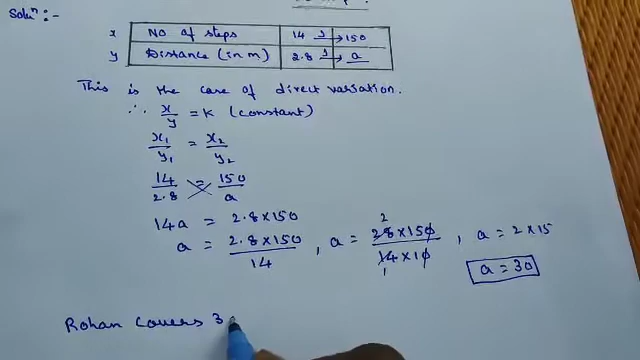 Soluⁿ:-
x No of steps 14 → 150
y Distance (in m) 2.8 → a
This is the case of direct variation.
∴ x/y = K (constant)
x₁/y₁ = x₂/y₂
14/2.8 = 150/a
14a = 2.8×150
a = 2.8×150/14 , a = 28×150/14×10 , a = 2×15
2
1
a = 30
Rohan Covers 3